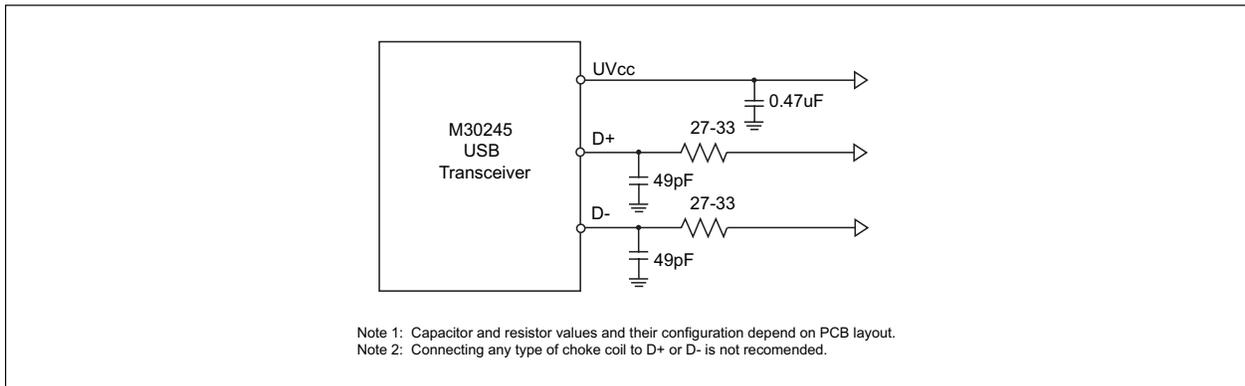 UVcc
0.47uF
M30245
USB
Transceiver
D+
27-33
49pF
D-
27-33
49pF
Note 1: Capacitor and resistor values and their configuration depend on PCB layout.
Note 2: Connecting any type of choke coil to D+ or D- is not recomended.